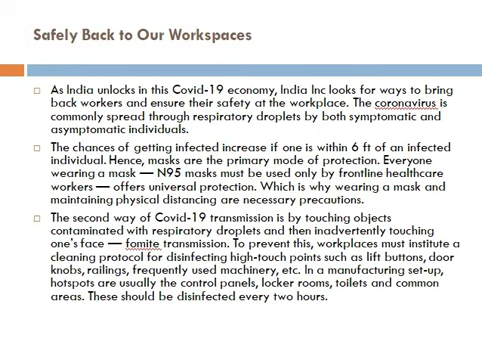 Safely Back to Our Workspaces
As India unlocks in this Covid-19 economy, India Inc looks for ways to bring
back workers and ensure their safety at the workplace. The coronavirus is
commonly spread through respiratory droplets by both symptomatic and
asymptomatic individuals.
The chances of getting infected increase if one is within 6 ft of an infected
individual. Hence, masks are the primary mode of protection. Everyone
wearing a mask — N95 masks must be used only by frontline healthcare
workers — offers universal protection. Which is why wearing a mask and
maintaining physical distancing are necessary precautions.
The second way of Covid-19 transmission is by touching objects
contaminated with respiratory droplets and then inadvertently touching
one's face — fomite transmission. To prevent this, workplaces must institute a
cleaning protocol for disinfecting high-touch points such as lift buttons, door
knobs, railings, frequently used machinery, etc. In a manufacturing set-up,
hotspots are usually the control panels, locker rooms, toilets and common
areas. These should be disinfected every two hours.